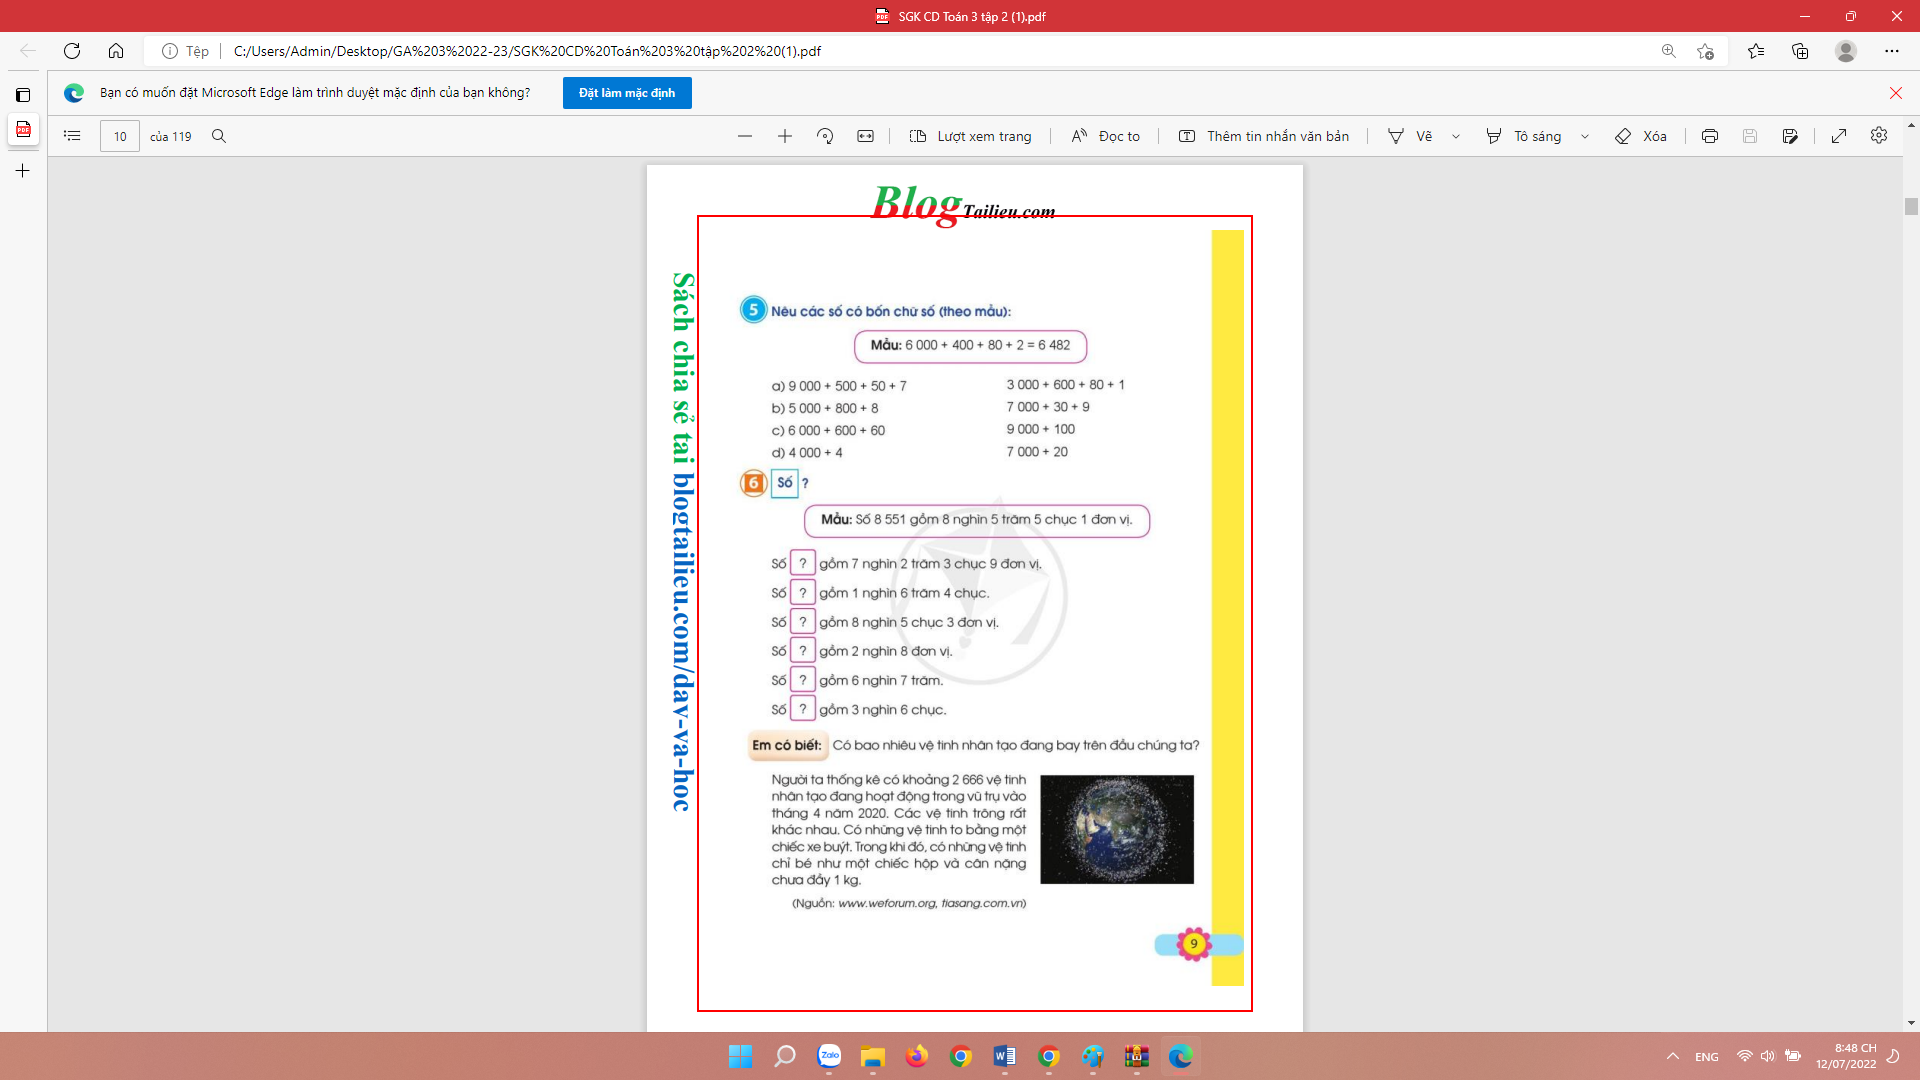 SGK CD Toán 3 tập 2 (1).pdf
Tệp C:/Users/Admin/Desktop/GA%203%2022-23/SGK%20CD%20Toán%203%20tập%202%20(1).pdf
Bạn có muốn đặt Microsoft Edge làm trình duyệt mặc định của bạn không? Đặt làm mặc định
10 của 119 Lượt xem trang Đọc to Thêm tin nhắn văn bản Vẽ Tô sáng Xóa
BlogTailieu.com
Sách chia sẻ tai blogtailieu.com/day-va-hoc
5 Nêu các số có bốn chữ số (theo mẫu):
Mẫu: 6 000 + 400 + 80 + 2 = 6 482
a) 9 000 + 500 + 50 + 7 3 000 + 600 + 80 + 1
b) 5 000 + 800 + 8 7 000 + 30 + 9
c) 6 000 + 600 + 60 9 000 + 100
d) 4 000 + 4 7 000 + 20
6 Số ?
Mẫu: Số 8 551 gồm 8 nghìn 5 trăm 5 chục 1 đơn vị.
Số ? gồm 7 nghìn 2 trăm 3 chục 9 đơn vị.
Số ? gồm 1 nghìn 6 trăm 4 chục.
Số ? gồm 8 nghìn 5 chục 3 đơn vị.
Số ? gồm 2 nghìn 8 đơn vị.
Số ? gồm 6 nghìn 7 trăm.
Số ? gồm 3 nghìn 6 chục.
Em có biết: Có bao nhiêu vệ tinh nhân tạo đang bay trên đầu chúng ta?
Người ta thống kê có khoảng 2 666 vệ tinh
nhân tạo đang hoạt động trong vũ trụ vào
tháng 4 năm 2020. Các vệ tinh trông rất
khác nhau. Có những vệ tinh to bằng một
chiếc xe buýt. Trong khi đó, có những vệ tinh
chỉ bé như một chiếc hộp và cân nặng
chưa đầy 1 kg.
(Nguồn: www.weforum.org, tiasang.com.vn)
9
Zalo
ENG
8:48 CH
12/07/2022